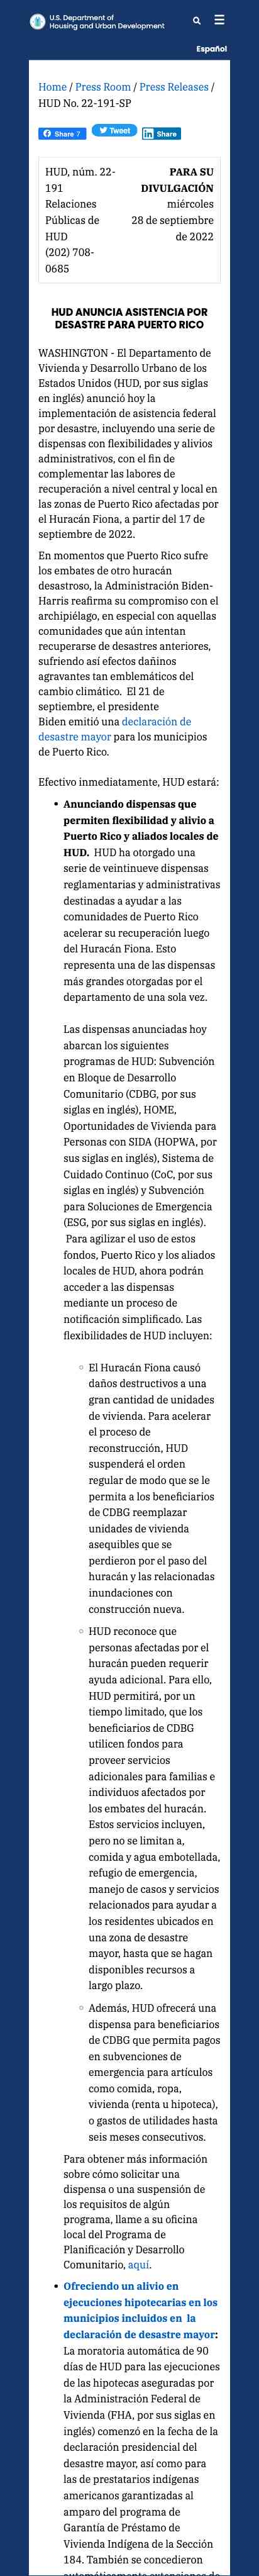 U.S. Department of
Housing and Urban Development
Español
Home / Press Room / Press Releases /
HUD No. 22-191-SP
Share 7
Tweet
Share
HUD, núm. 22-
191
Relaciones
Públicas de
HUD
(202) 708-
0685
PARA SU
DIVULGACIÓN
miércoles
28 de septiembre
de 2022
HUD ANUNCIA ASISTENCIA POR
DESASTRE PARA PUERTO RICO
WASHINGTON - El Departamento de
Vivienda y Desarrollo Urbano de los
Estados Unidos (HUD, por sus siglas
en inglés) anunció hoy la
implementación de asistencia federal
por desastre, incluyendo una serie de
dispensas con flexibilidades y alivios
administrativos, con el fin de
complementar las labores de
recuperación a nivel central y local en
las zonas de Puerto Rico afectadas por
el Huracán Fiona, a partir del 17 de
septiembre de 2022.
En momentos que Puerto Rico sufre
los embates de otro huracán
desastroso, la Administración Biden-
Harris reafirma su compromiso con el
archipiélago, en especial con aquellas
comunidades que aún intentan
recuperarse de desastres anteriores,
sufriendo así efectos dañinos
agravantes tan emblemáticos del
cambio climático.  El 21 de
septiembre, el presidente
Biden emitió una declaración de
desastre mayor para los municipios
de Puerto Rico.
Efectivo inmediatamente, HUD estará:
• Anunciando dispensas que
permiten flexibilidad y alivio a
Puerto Rico y aliados locales de
HUD.  HUD ha otorgado una
serie de veintinueve dispensas
reglamentarias y administrativas
destinadas a ayudar a las
comunidades de Puerto Rico
acelerar su recuperación luego
del Huracán Fiona. Esto
representa una de las dispensas
más grandes otorgadas por el
departamento de una sola vez.
Las dispensas anunciadas hoy
abarcan los siguientes
programas de HUD: Subvención
en Bloque de Desarrollo
Comunitario (CDBG, por sus
siglas en inglés), HOME,
Oportunidades de Vivienda para
Personas con SIDA (HOPWA, por
sus siglas en inglés), Sistema de
Cuidado Continuo (CoC, por sus
siglas en inglés) y Subvención
para Soluciones de Emergencia
(ESG, por sus siglas en inglés).
Para agilizar el uso de estos
fondos, Puerto Rico y los aliados
locales de HUD, ahora podrán
acceder a las dispensas
mediante un proceso de
notificación simplificado. Las
flexibilidades de HUD incluyen:
○ El Huracán Fiona causó
daños destructivos a una
gran cantidad de unidades
de vivienda. Para acelerar
el proceso de
reconstrucción, HUD
suspenderá el orden
regular de modo que se le
permita a los beneficiarios
de CDBG reemplazar
unidades de vivienda
asequibles que se
perdieron por el paso del
huracán y las relacionadas
inundaciones con
construcción nueva.
○ HUD reconoce que
personas afectadas por el
huracán pueden requerir
ayuda adicional. Para ello,
HUD permitirá, por un
tiempo limitado, que los
beneficiarios de CDBG
utilicen fondos para
proveer servicios
adicionales para familias e
individuos afectados por
los embates del huracán.
Estos servicios incluyen,
pero no se limitan a,
comida y agua embotellada,
refugio de emergencia,
manejo de casos y servicios
relacionados para ayudar a
los residentes ubicados en
una zona de desastre
mayor, hasta que se hagan
disponibles recursos a
largo plazo.
○ Además, HUD ofrecerá una
dispensa para beneficiarios
de CDBG que permita pagos
en subvenciones de
emergencia para artículos
como comida, ropa,
vivienda (renta u hipoteca),
o gastos de utilidades hasta
seis meses consecutivos.
Para obtener más información
sobre cómo solicitar una
dispensa o una suspensión de
los requisitos de algún
programa, llame a su oficina
local del Programa de
Planificación y Desarrollo
Comunitario, aquí.
• Ofreciendo un alivio en
ejecuciones hipotecarias en los
municipios incluidos en  la
declaración de desastre mayor:
La moratoria automática de 90
días de HUD para las ejecuciones
de las hipotecas aseguradas por
la Administración Federal de
Vivienda (FHA, por sus siglas en
inglés) comenzó en la fecha de la
declaración presidencial del
desastre mayor, así como para
las de prestatarios indígenas
americanos garantizadas al
amparo del programa de
Garantía de Préstamo de
Vivienda Indígena de la Sección
184. También se concedieron